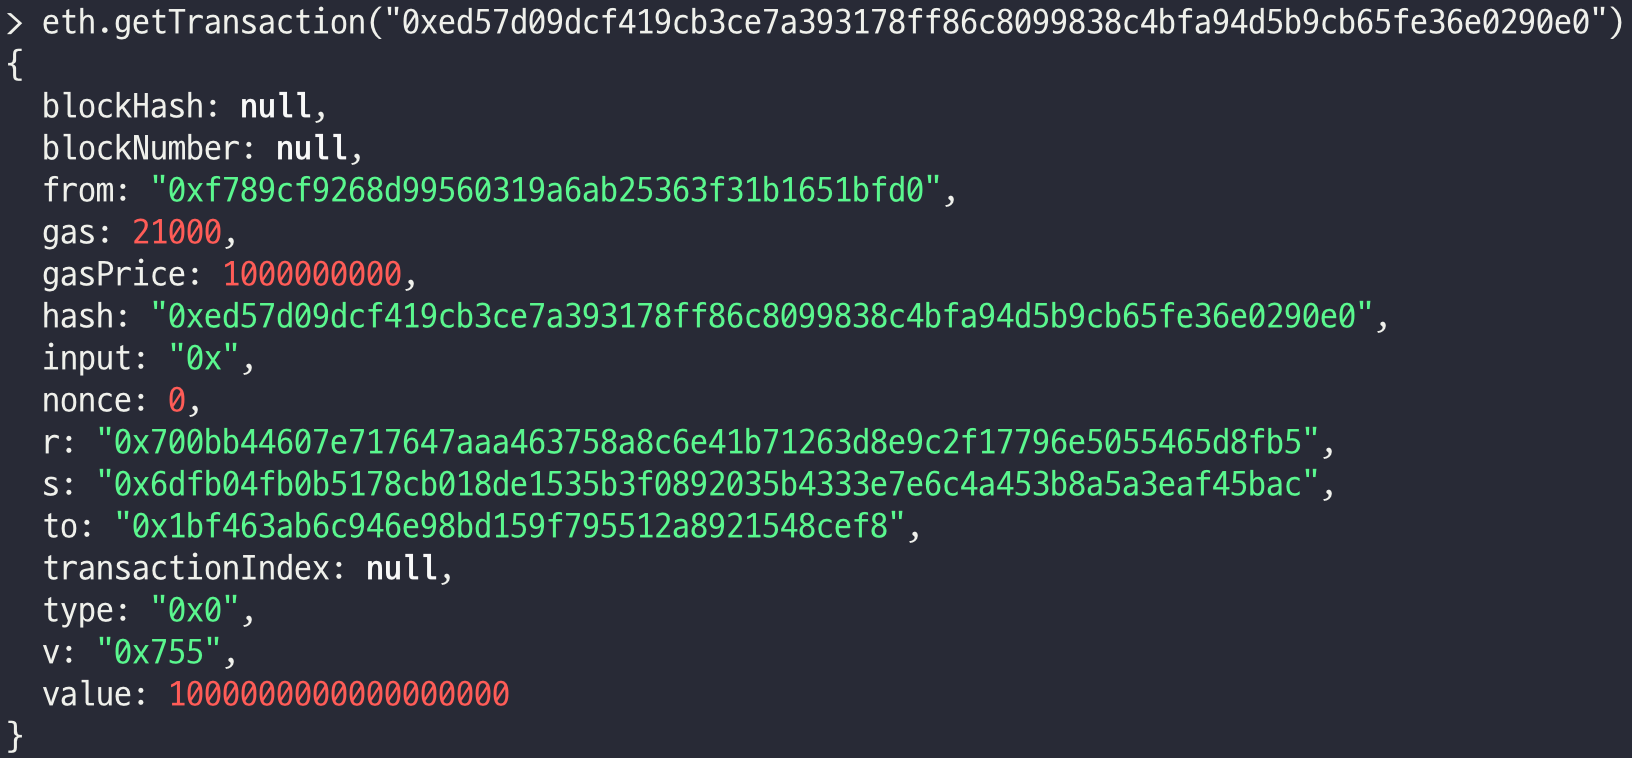 > eth.getTransaction("0xed57d09dcf419cb3ce7a393178ff86c8099838c4bfa94d5b9cb65fe36e0290e0")
{
  blockHash: null,
  blockNumber: null,
  from: "0xf789cf9268d99560319a6ab25363f31b1651bfd0",
  gas: 21000,
  gasPrice: 1000000000,
  hash: "0xed57d09dcf419cb3ce7a393178ff86c8099838c4bfa94d5b9cb65fe36e0290e0",
  input: "0x",
  nonce: 0,
  r: "0x700bb44607e717647aaa463758a8c6e41b71263d8e9c2f17796e5055465d8fb5",
  s: "0x6dfb04fb0b5178cb018de1535b3f0892035b4333e7e6c4a453b8a5a3eaf45bac",
  to: "0x1bf463ab6c946e98bd159f795512a8921548cef8",
  transactionIndex: null,
  type: "0x0",
  v: "0x755",
  value: 1000000000000000000
}